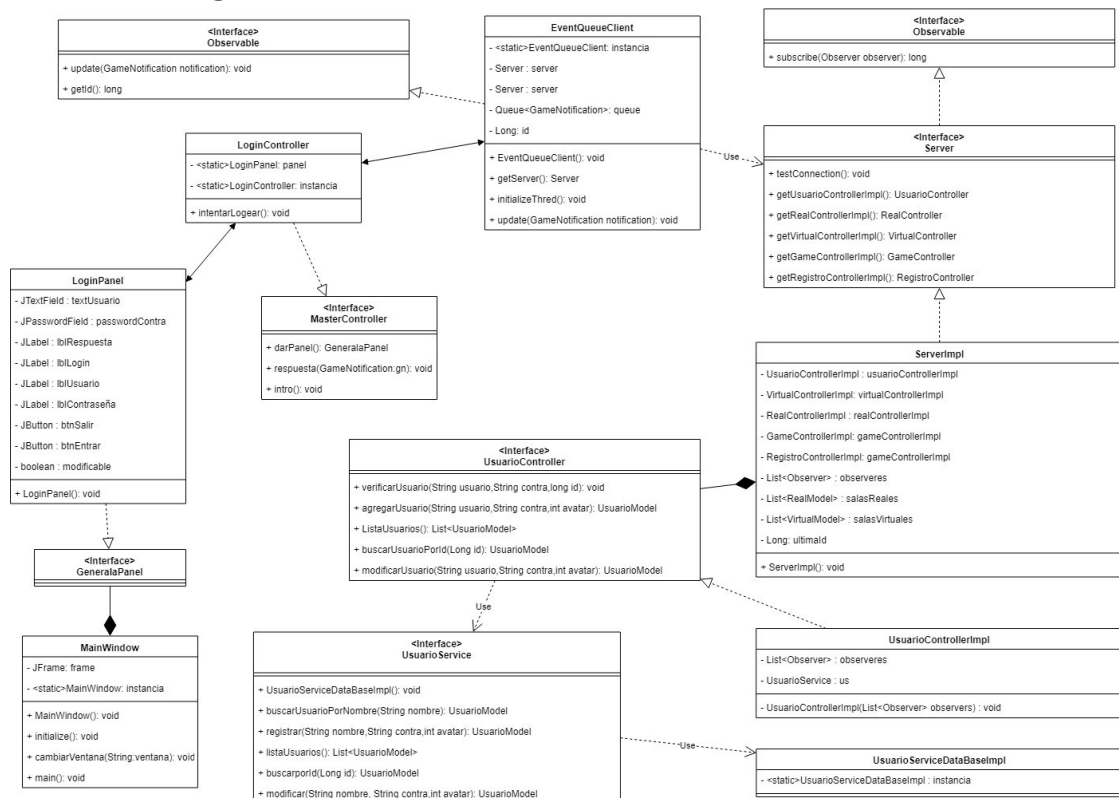 <Interface>
Observable
+ update(GameNotification notification): void
+ getId(): long
EventQueueClient
- <static>EventQueueClient: instancia
- Server : server
- Server : server
- Queue<GameNotification>: queue
- Long: id
+ EventQueueClient(): void
+ getServer(): Server
+ initializeThred(): void
+ update(GameNotification notification): void
<Interface>
Observable
+ subscribe(Observer observer): long
LoginController
- <static>LoginPanel: panel
- <static>LoginController: instancia
+ intentarLogear(): void
Use
<Interface>
Server
+ testConnection(): void
+ getUsuarioControllerImpl(): UsuarioController
+ getRealControllerImpl(): RealController
+ getVirtualControllerImpl(): VirtualController
+ getGameControllerImpl(): GameController
+ getRegistroControllerImpl(): RegistroController
LoginPanel
- JTextField : textUsuario
- JPasswordField : passwordContra
- JLabel : lblRespuesta
- JLabel : lblLogin
- JLabel : lblUsuario
- JLabel : lblContraseña
- JButton : btnSalir
- JButton : btnEntrar
- boolean : modificable
+ LoginPanel(): void
<Interface>
MasterController
+ darPanel(): GeneralaPanel
+ respuesta(GameNotification:gn): void
+ intro(): void
ServerImpl
- UsuarioControllerImpl : usuarioControllerImpl
- VirtualControllerImpl: virtualControllerImpl
- RealControllerImpl : realControllerImpl
- GameControllerImpl: gameControllerImpl
- RegistroControllerImpl: gameControllerImpl
- List<Observer> : observeres
- List<RealModel> : salasReales
- List<VirtualModel> : salasVirtuales
- Long: ultimaId
+ ServerImpl(): void
<Interface>
UsuarioController
+ verificarUsuario(String usuario,String contra,long id): void
+ agregarUsuario(String usuario,String contra,int avatar): UsuarioModel
+ ListaUsuarios(): List<UsuarioModel>
+ buscarUsuarioPorId(Long id): UsuarioModel
+ modificarUsuario(String usuario,String contra,int avatar): UsuarioModel
<Interface>
GeneralaPanel
Use
MainWindow
- JFrame: frame
- <static>MainWindow: instancia
+ MainWindow(): void
+ initialize(): void
+ cambiarVentana(String:ventana): void
+ main(): void
<Interface>
UsuarioService
+ UsuarioServiceDataBaseImpl(): void
+ buscarUsuarioPorNombre(String nombre): UsuarioModel
+ registrar(String nombre,String contra,int avatar): UsuarioModel
+ listaUsuarios(): List<UsuarioModel>
+ buscarporId(Long id): UsuarioModel
+ modificar(String nombre, String contra,int avatar): UsuarioModel
UsuarioControllerImpl
- List<Observer> : observeres
- UsuarioService : us
- UsuarioControllerImpl(List<Observer> observers) : void
Use
UsuarioServiceDataBaseImpl
- <static>UsuarioServiceDataBaseImpl : instancia